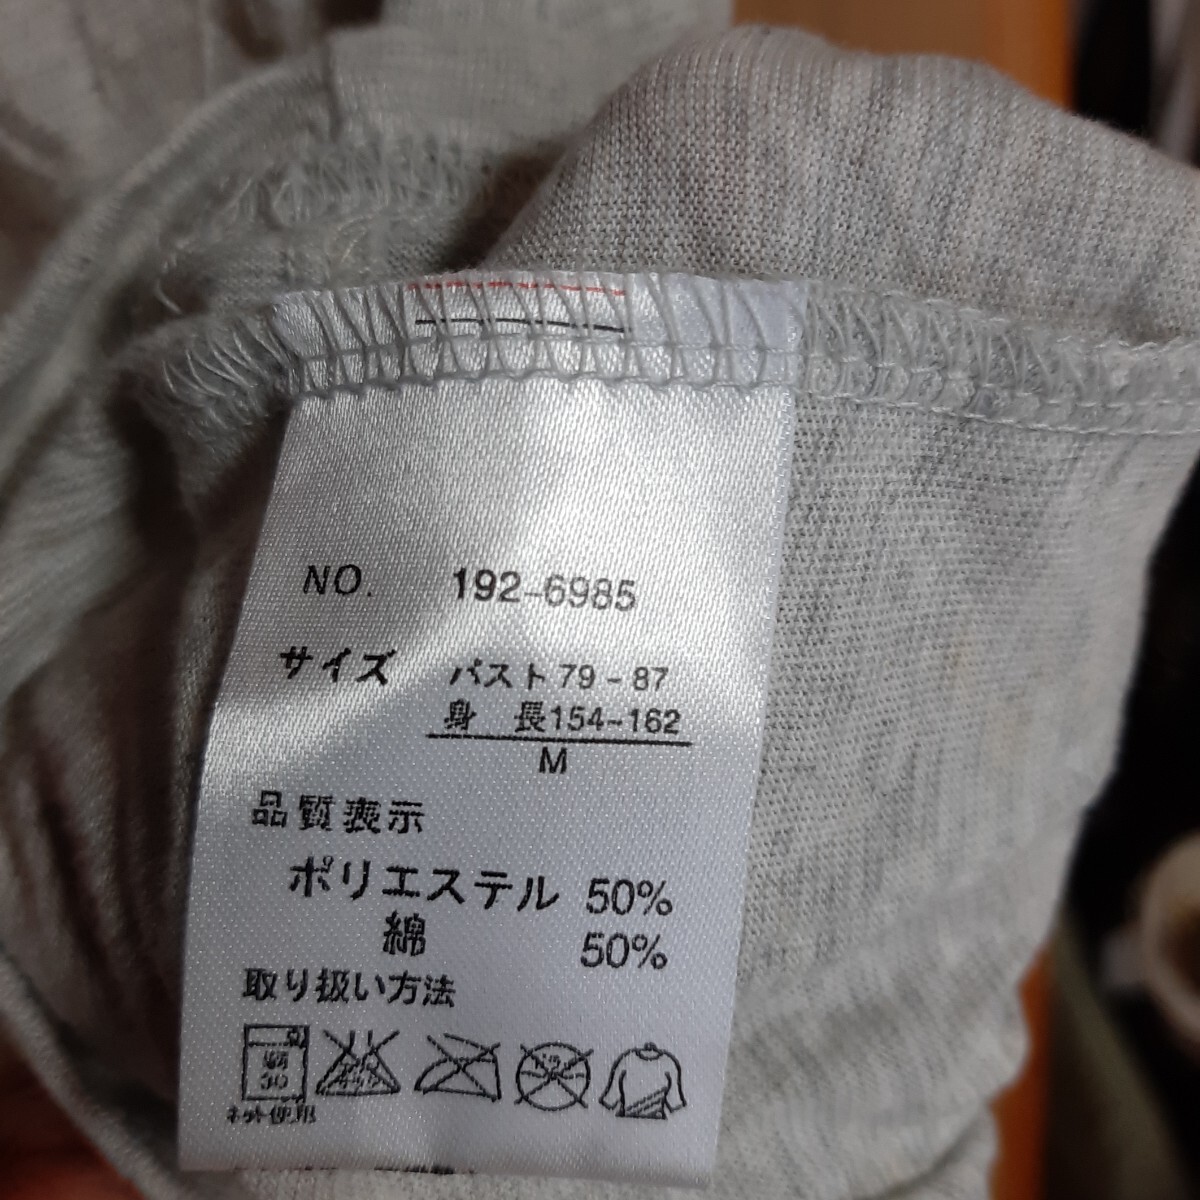 NO. 192-6985
サイズ バスト 79-87
身 長154-162
M
品質表示
ポリエステル 50%
綿 50%
取り扱い方法
30
ネット使用